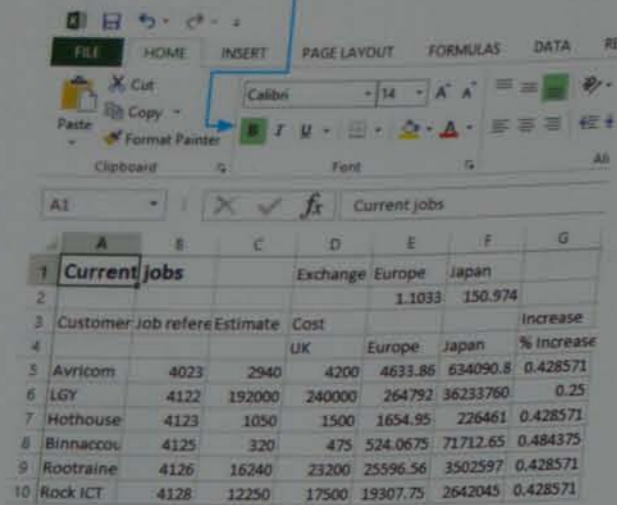 FILE HOME INSERT PAGE LAYOUT FORMULAS DATA RE
Cut
Calibri 14 A A
Copy
Paste
Format Painter B I U A
Clipboard Font Ali
A1 fx Current jobs
A B C D E F G
1 Current jobs Exchange Europe Japan
2 1.1033 150.974
3 Customer Job refere Estimate Cost Increase
4 UK Europe Japan % Increase
5 Avricom 4023 2940 4200 4633.86 634090.8 0.428571
6 LGY 4122 192000 240000 264792 36233760 0.25
7 Hothouse 4123 1050 1500 1654.95 226461 0.428571
8 Binnaccou 4125 320 475 524.0675 71712.65 0.484375
9 Rootraine 4126 16240 23200 25596.56 3502597 0.428571
10 Rock ICT 4128 12250 17500 19307.75 2642045 0.428571